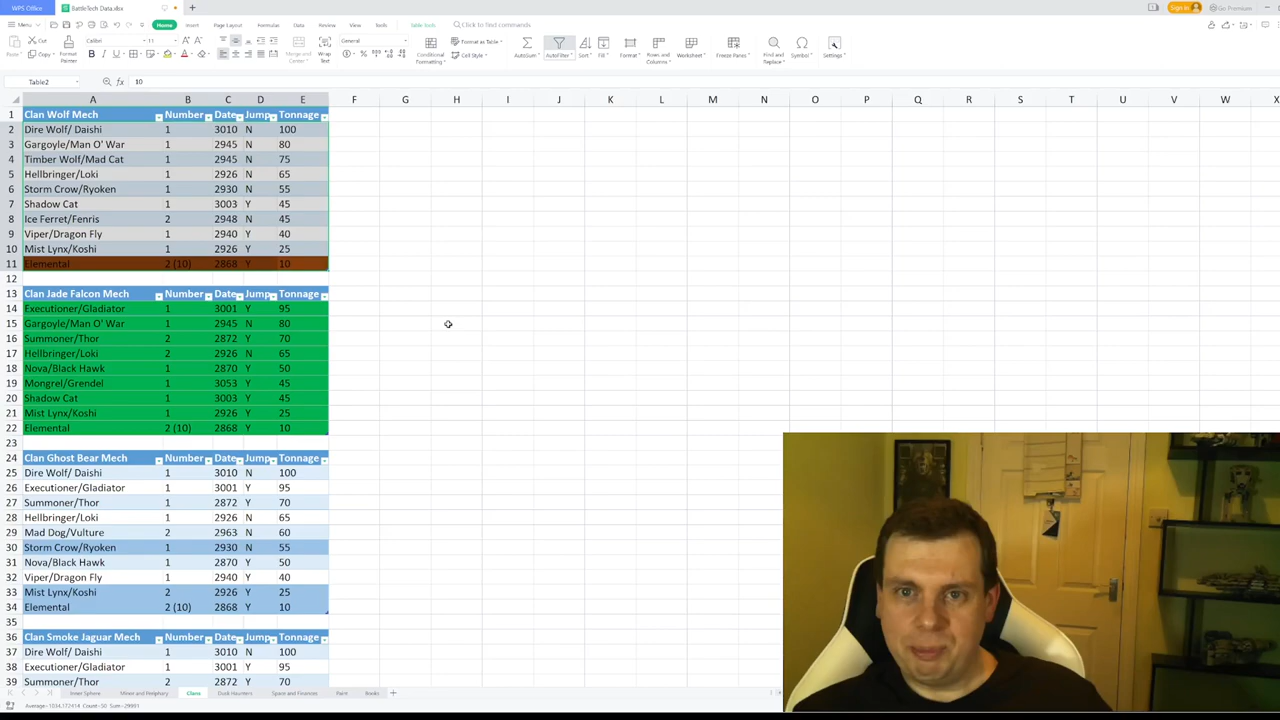 WPS Office BattleTech Data.xlsx Sign in Go Premium
Menu Home Insert Page Layout Formulas Data Review View Tools Table Tools Click to find commands
Paste Cut Copy Format Painter Calibri 11 Merge and Center Wrap Text General Conditional Formatting Format as Table Cell Style AutoSum AutoFilter Sort Fill Format Rows and Columns Worksheet Freeze Panes Find and Replace Symbol Settings
Table2 fx 10
A B C D E F G H I J K L M N O P Q R S T U V W X
1 Clan Wolf Mech Number Date Jump Tonnage
2 Dire Wolf/ Daishi 1 3010 N 100
3 Gargoyle/Man O' War 1 2945 N 80
4 Timber Wolf/Mad Cat 1 2945 N 75
5 Hellbringer/Loki 1 2926 N 65
6 Storm Crow/Ryoken 1 2930 N 55
7 Shadow Cat 1 3003 Y 45
8 Ice Ferret/Fenris 2 2948 N 45
9 Viper/Dragon Fly 1 2940 Y 40
10 Mist Lynx/Koshi 1 2926 Y 25
11 Elemental 2 (10) 2868 Y 10
12
13 Clan Jade Falcon Mech Number Date Jump Tonnage
14 Executioner/Gladiator 1 3001 Y 95
15 Gargoyle/Man O' War 1 2945 N 80
16 Summoner/Thor 2 2872 Y 70
17 Hellbringer/Loki 2 2926 N 65
18 Nova/Black Hawk 1 2870 Y 50
19 Mongrel/Grendel 1 3053 Y 45
20 Shadow Cat 1 3003 Y 45
21 Mist Lynx/Koshi 1 2926 Y 25
22 Elemental 2 (10) 2868 Y 10
23
24 Clan Ghost Bear Mech Number Date Jump Tonnage
25 Dire Wolf/ Daishi 1 3010 N 100
26 Executioner/Gladiator 1 3001 Y 95
27 Summoner/Thor 1 2872 Y 70
28 Hellbringer/Loki 1 2926 N 65
29 Mad Dog/Vulture 2 2963 N 60
30 Storm Crow/Ryoken 1 2930 N 55
31 Nova/Black Hawk 1 2870 Y 50
32 Viper/Dragon Fly 1 2940 Y 40
33 Mist Lynx/Koshi 2 2926 Y 25
34 Elemental 2 (10) 2868 Y 10
35
36 Clan Smoke Jaguar Mech Number Date Jump Tonnage
37 Dire Wolf/ Daishi 1 3010 N 100
38 Executioner/Gladiator 1 3001 Y 95
39 Summoner/Thor 2 2872 Y 70
Inner Sphere Mixed and Periphary Clans Dark Hounters Space and Finances Paint Books
Average=1034.172414 Count=50 Sum=29991